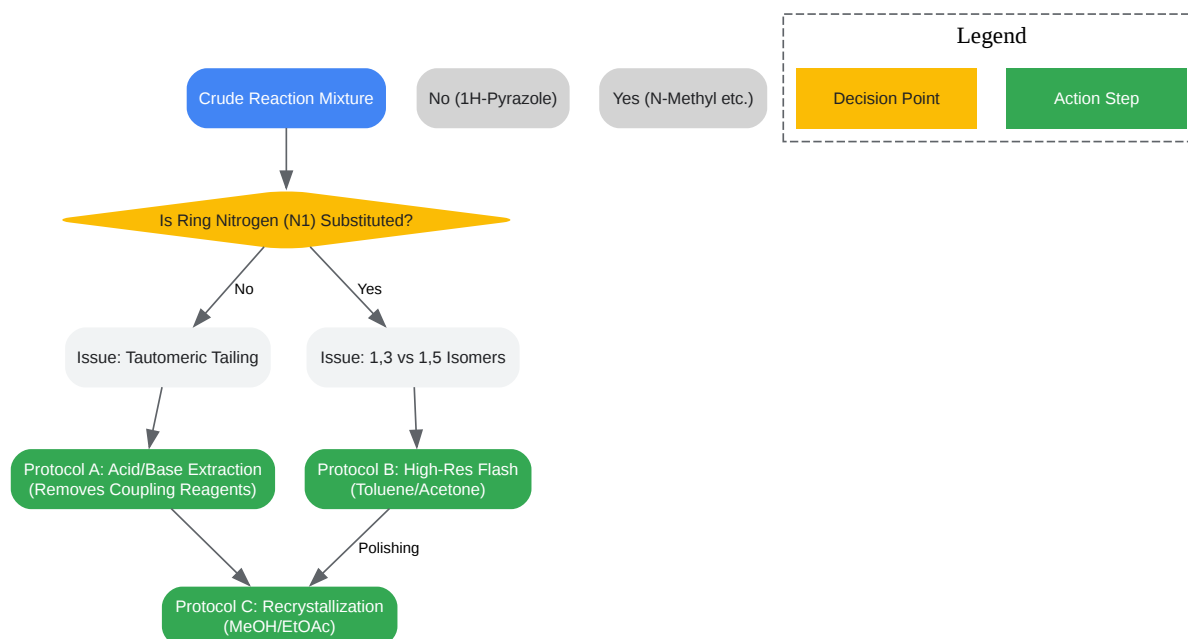 Legend
Crude Reaction Mixture
No (1H-Pyrazole)
Yes (N-Methyl etc.)
Decision Point
Action Step
Is Ring Nitrogen (N1) Substituted?
No
Yes
Issue: Tautomeric Tailing
Issue: 1,3 vs 1,5 Isomers
Protocol A: Acid/Base Extraction
(Removes Coupling Reagents)
Protocol B: High-Res Flash
(Toluene/Acetone)
Polishing
Protocol C: Recrystallization
(MeOH/EtOAc)